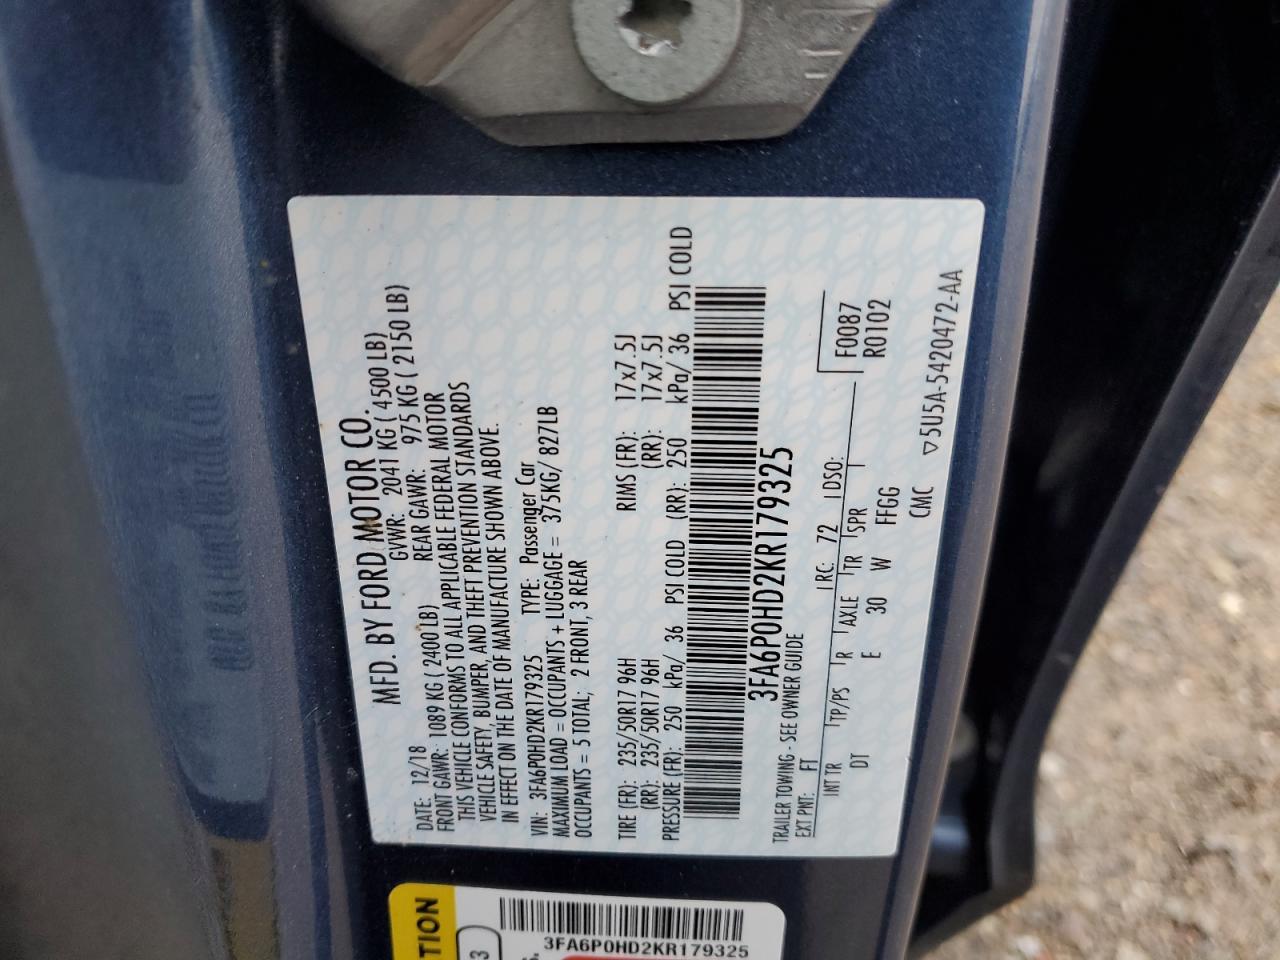 MFD. BY FORD MOTOR CO.
DATE: 12/18 GVWR: 2041 KG ( 4500 LB)
FRONT GAWR: 1089 KG ( 2400 LB) REAR GAWR: 975 KG ( 2150 LB)
THIS VEHICLE CONFORMS TO ALL APPLICABLE FEDERAL MOTOR
VEHICLE SAFETY, BUMPER, AND THEFT PREVENTION STANDARDS
IN EFFECT ON THE DATE OF MANUFACTURE SHOWN ABOVE.
VIN: 3FA6P0HD2KR179325 TYPE: Passenger Car
MAXIMUM LOAD = OCCUPANTS + LUGGAGE = 375KG/ 827LB
OCCUPANTS = 5 TOTAL, 2 FRONT, 3 REAR
TIRE (FR): 235/50R17 96H RIMS (FR): 17x7.5J
(RR): 235/50R17 96H (RR): 17x7.5J
PRESSURE (FR): 250 kPa/ 36 PSI COLD (RR): 250 kPa/ 36 PSI COLD
3FA6P0HD2KR179325
TRAILER TOWING - SEE OWNER GUIDE
EXT PNT: FT RC: 72 DSO: F0087
R0102
INT TR TP/PS R AXLE TR SPR
DT E 30 W FFGG
CMC ▽5U5A-5420472-AA
TION
3
3FA6P0HD2KR179325